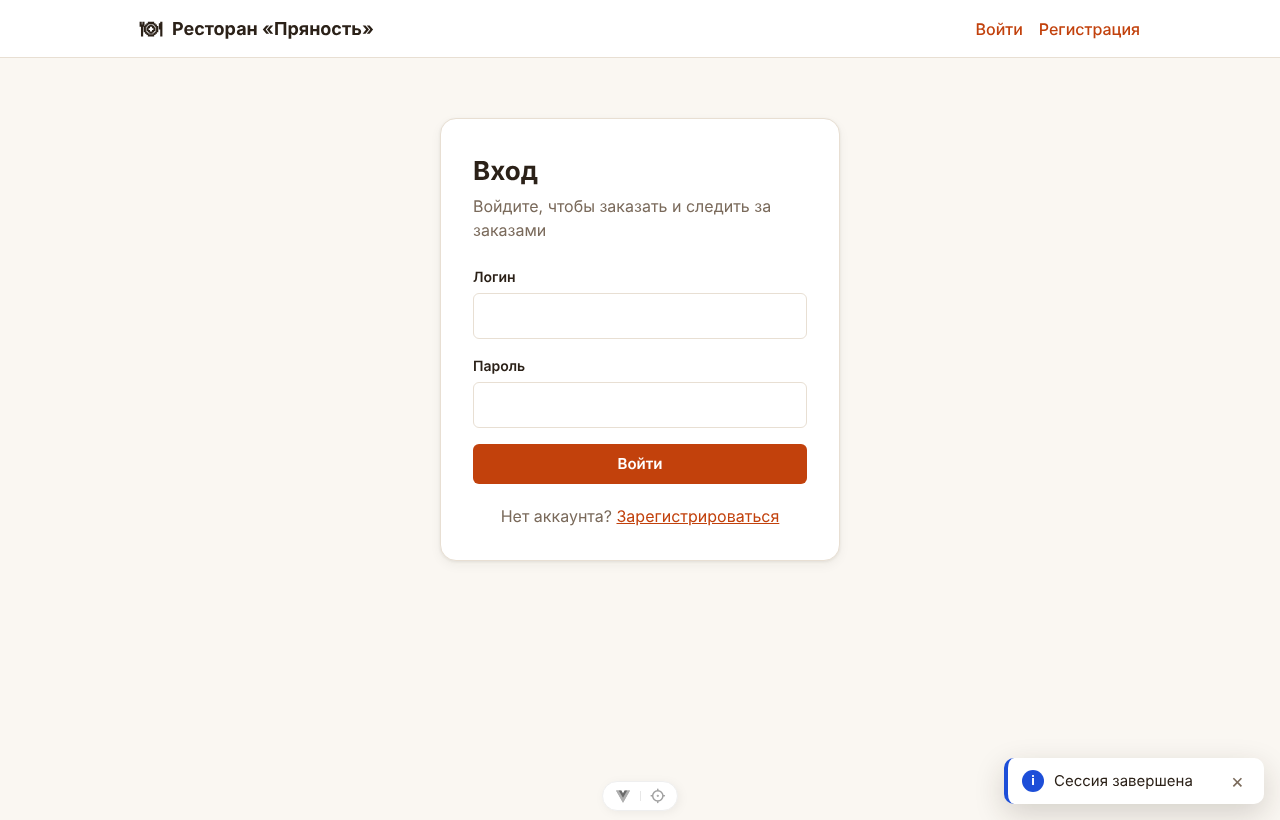 Ресторан «Пряность»
Войти Регистрация
Вход
Войдите, чтобы заказать и следить за
заказами
Логин
Пароль
Войти
Нет аккаунта? Зарегистрироваться
i Сессия завершена ×